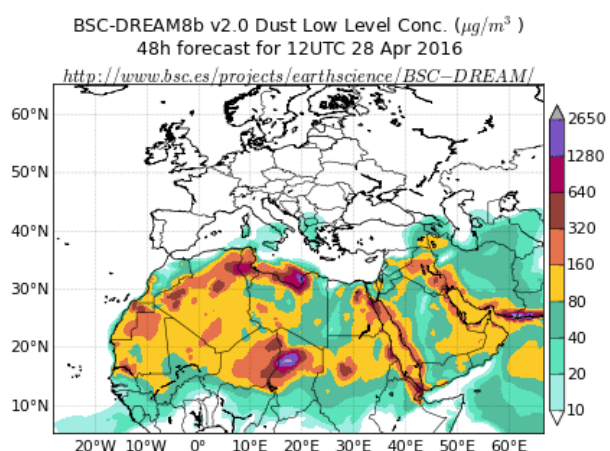 BSC-DREAM8b v2.0 Dust Low Level Conc. (μg/m³ )
48h forecast for 12UTC 28 Apr 2016
http://www.bsc.es/projects/earthscience/BSC−DREAM/
60°N
50°N
40°N
30°N
20°N
10°N
20°W 10°W 0° 10°E 20°E 30°E 40°E 50°E 60°E
2650
1280
640
320
160
80
40
20
10